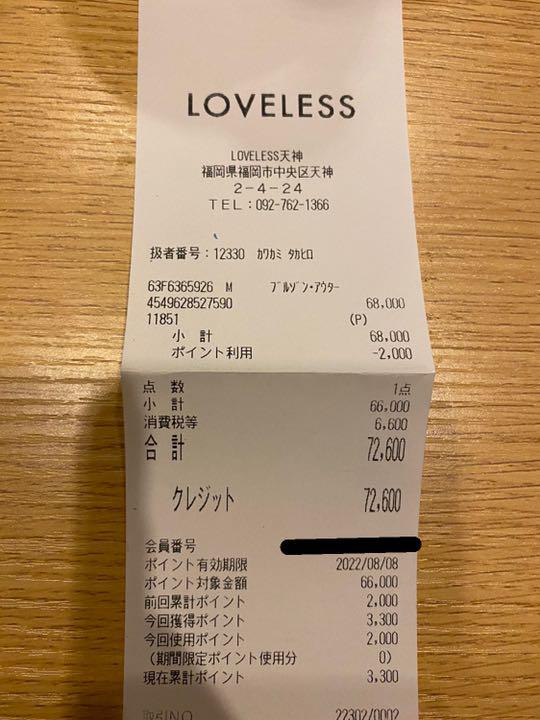 LOVELESS
LOVELESS天神
福岡県福岡市中央区天神
２－４－２４
ＴＥＬ：092-762-1366
扱者番号：12330 ｶﾜｶﾐ ﾀｶﾋﾛ
63F6365926 M ﾌﾞﾙｿﾞﾝ･ｱｳﾀｰ
4549628527590 68,000
11851 (P)
小 計 68,000
ポイント利用 -2,000
点 数 1点
小 計 66,000
消費税等 6,600
合 計 72,600
クレジット 72,600
会員番号
ポイント有効期限 2022/08/08
ポイント対象金額 66,000
前回累計ポイント 2,000
今回獲得ポイント 3,300
今回使用ポイント 2,000
（期間限定ポイント使用分 0）
現在累計ポイント 3,300
22302/0002